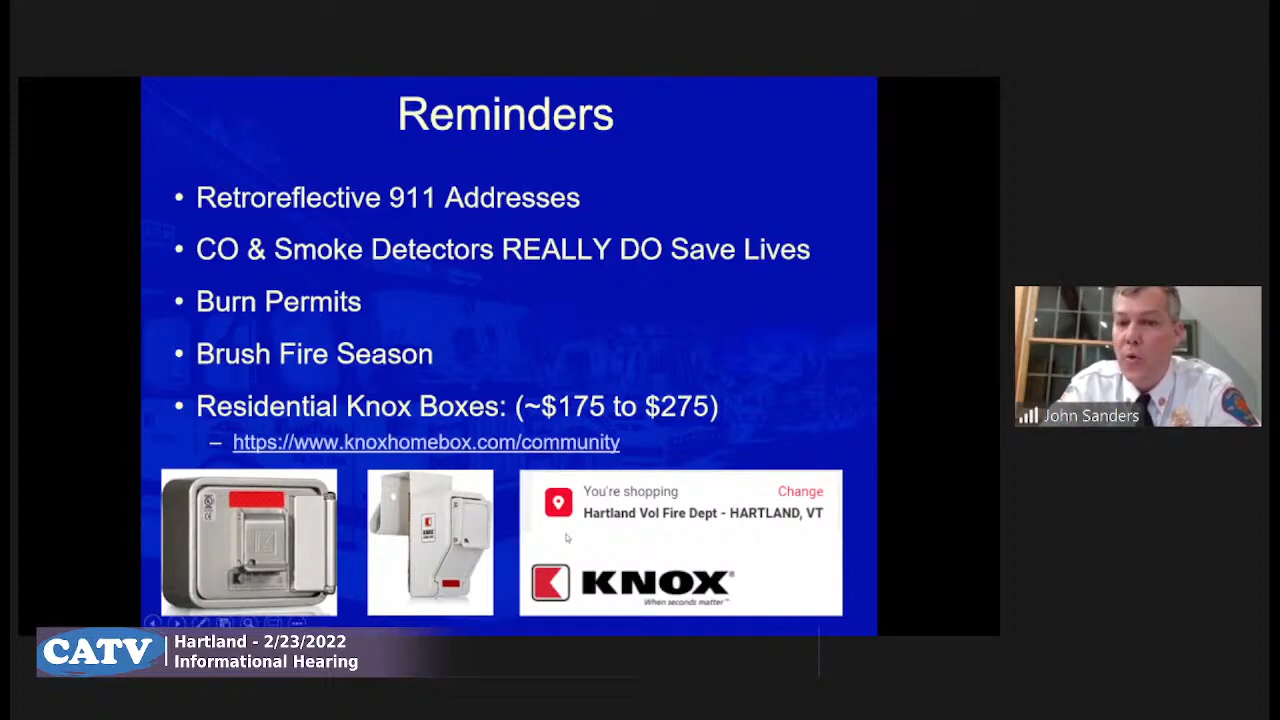 Reminders
• Retroreflective 911 Addresses
• CO & Smoke Detectors REALLY DO Save Lives
• Burn Permits
• Brush Fire Season
• Residential Knox Boxes: (~$175 to $275)
– https://www.knoxhomebox.com/community
You're shopping Change
Hartland Vol Fire Dept - HARTLAND, VT
KNOX
KNOX®
When seconds matter™
John Sanders
CATV
Hartland - 2/23/2022
Informational Hearing